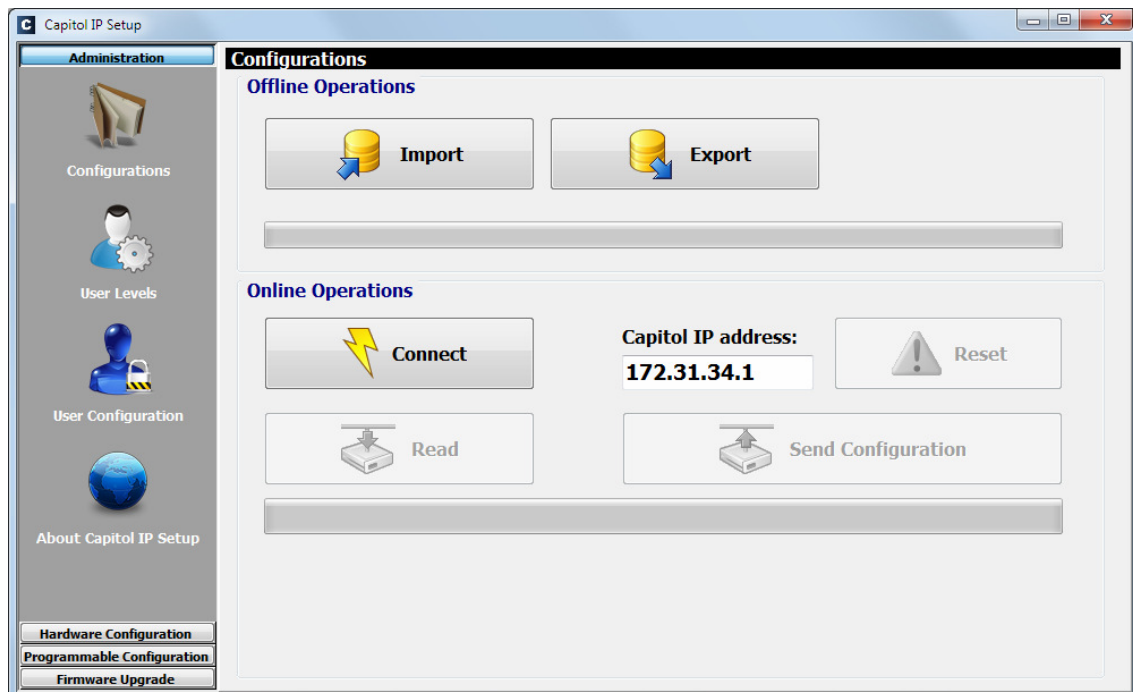 C Capitol IP Setup
X
Administration
Configurations
User Levels
User Configuration
About Capitol IP Setup
Hardware Configuration
Programmable Configuration
Firmware Upgrade
Configurations
Offline Operations
Import
Export
Online Operations
Connect
Capitol IP address:
172.31.34.1
Reset
Read
Send Configuration